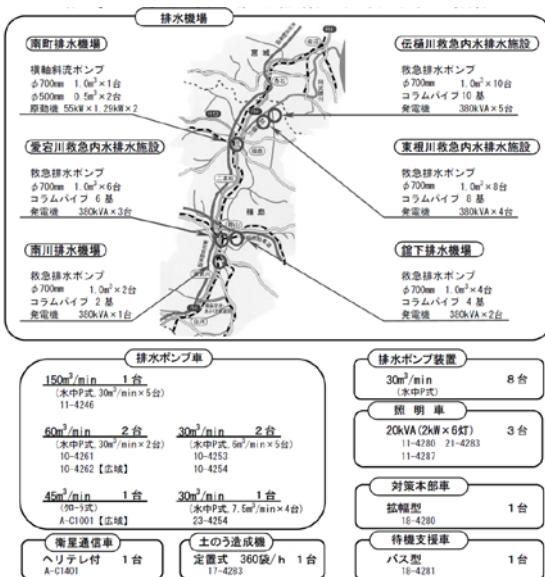 排水機場
南町排水機場
横軸斜流ポンプ
φ700mm 1.0m³×1台
φ500mm 0.5m³×2台
原動機 55kW×1,29kW×2
愛宕川救急内水排水施設
救急排水ポンプ
φ700mm 1.0m³×6台
コラムパイプ 6 基
発電機 380kVA×3台
南川排水機場
救急排水ポンプ
φ700mm 1.0m³×2台
コラムパイプ 2 基
発電機 380kVA×1台
伝樋川救急内水排水施設
救急排水ポンプ
φ700mm 1.0m³×10台
コラムパイプ 10 基
発電機 380kVA×5台
東根川救急内水排水施設
救急排水ポンプ
φ700mm 1.0m³×8台
コラムパイプ 8 基
発電機 380kVA×4台
舘下排水機場
救急排水ポンプ
φ700mm 1.0m³×4台
コラムパイプ 4 基
発電機 380kVA×2台
宮城
福島
排水ポンプ車
150m³/min 1台
(水中P式,30m³/min×5台)
11-4246
60m³/min 2台
(水中P式,30m³/min×2台)
10-4261
10-4262【広域】
45m³/min 1台
(クローラ式)
A-C1001【広域】
30m³/min 2台
(水中P式,6m³/min×5台)
10-4253
10-4254
30m³/min 1台
(水中P式,7.5m³/min×4台)
23-4254
排水ポンプ装置
30m³/min 8台
(水中P式)
照明車
20kVA(2kW×6灯) 3台
11-4280 21-4283
11-4287
対策本部車
拡幅型 1台
18-4280
待機支援車
バス型 1台
18-4281
衛星通信車
ヘリテレ付 1台
A-C1401
土のう造成機
定置式 360袋/h 1台
17-4283